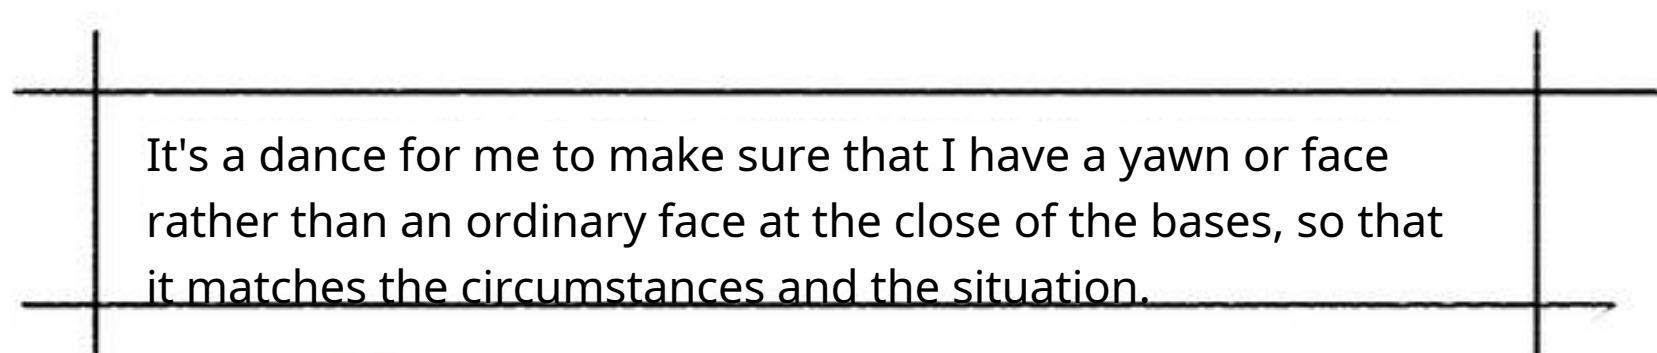 It's a dance for me to make sure that I have a yawn or face
rather than an ordinary face at the close of the bases, so that
it matches the circumstances and the situation.